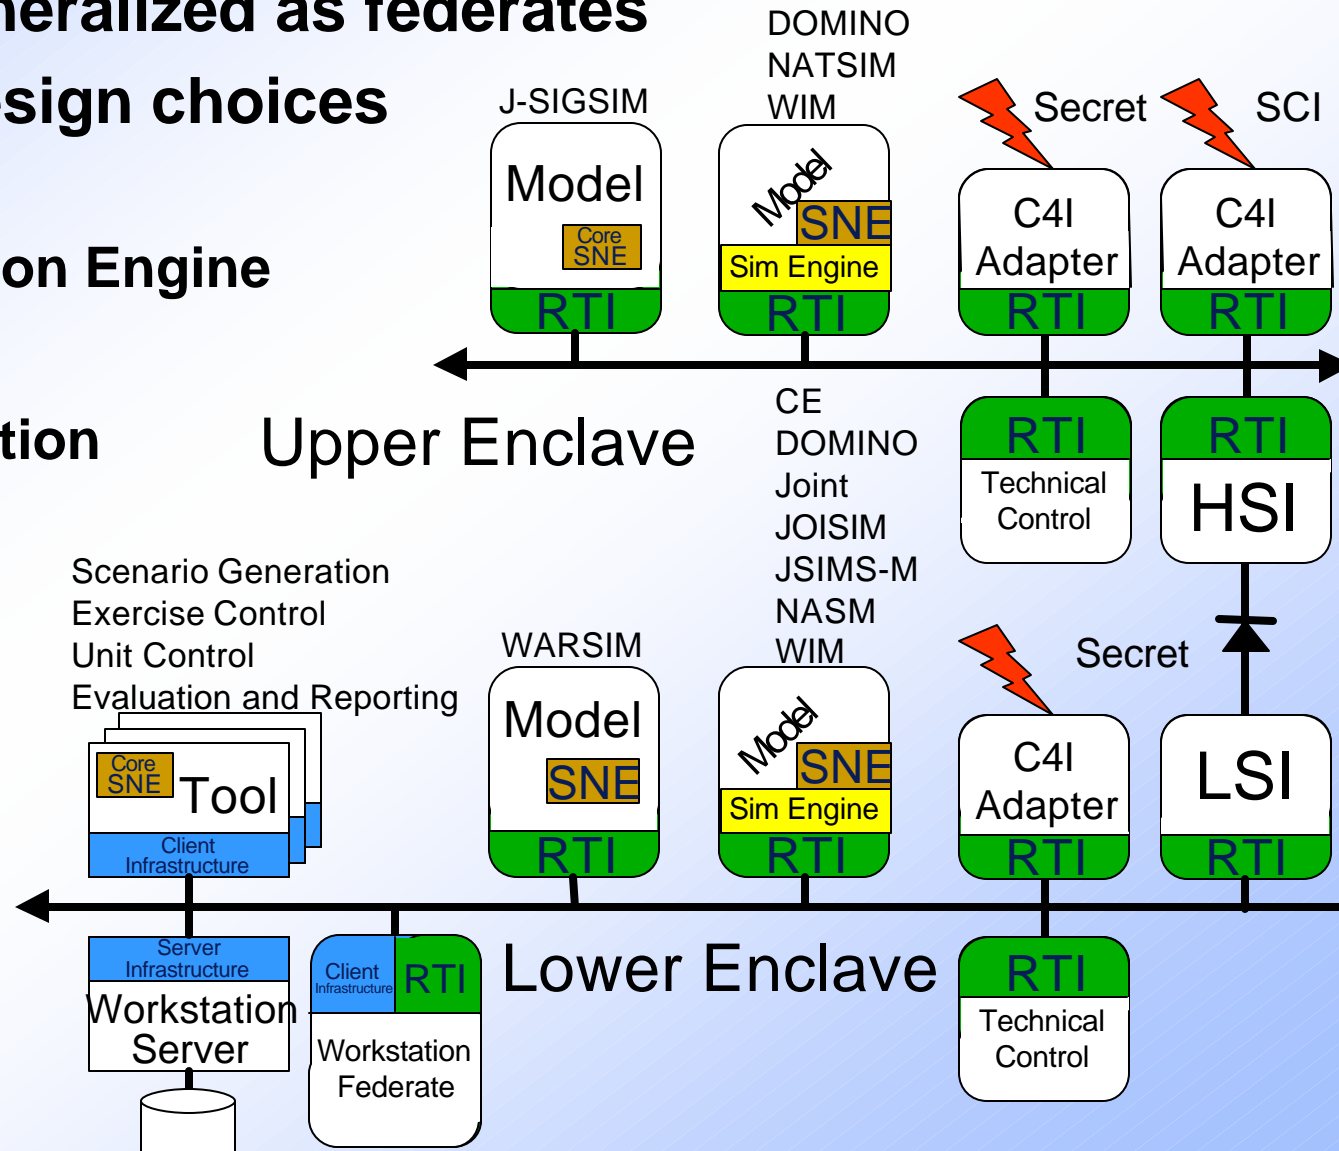 neralized as federates
esign choices
on Engine
tion
J-SIGSIM
Model
Core
SNE
RTI
DOMINO
NATSIM
WIM
Model
SNE
Sim Engine
RTI
Secret
C4I
Adapter
RTI
SCI
C4I
Adapter
RTI
Upper Enclave
RTI
Technical
Control
RTI
HSI
Scenario Generation
Exercise Control
Unit Control
Evaluation and Reporting
Core
SNE
Tool
Client
Infrastructure
WARSIM
Model
SNE
RTI
CE
DOMINO
Joint
JOISIM
JSIMS-M
NASM
WIM
Model
SNE
Sim Engine
RTI
Secret
C4I
Adapter
RTI
LSI
RTI
Server
Infrastructure
Workstation
Server
Client
Infrastructure
RTI
Workstation
Federate
Lower Enclave
RTI
Technical
Control